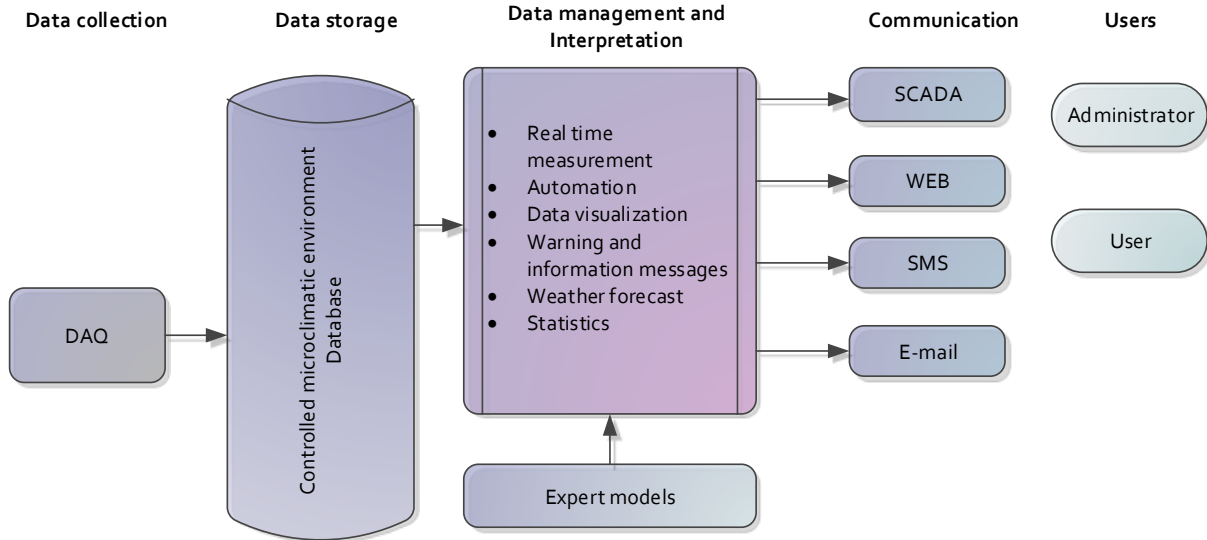 Data collection
Data storage
Data management and
Interpretation
Communication
Users
DAQ
Controlled microclimatic environment
Database
• Real time
measurement
• Automation
• Data visualization
• Warning and
information messages
• Weather forecast
• Statistics
Expert models
SCADA
WEB
SMS
E-mail
Administrator
User